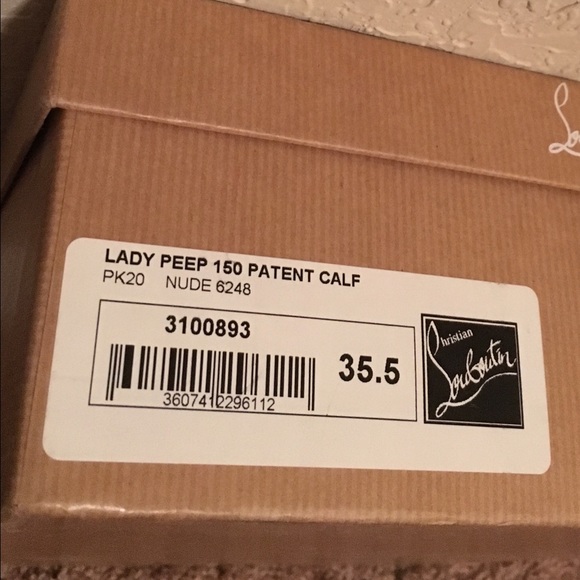 LADY PEEP 150 PATENT CALF
PK20 NUDE 6248
3100893
35.5
3607412296112
Christian
Louboutin